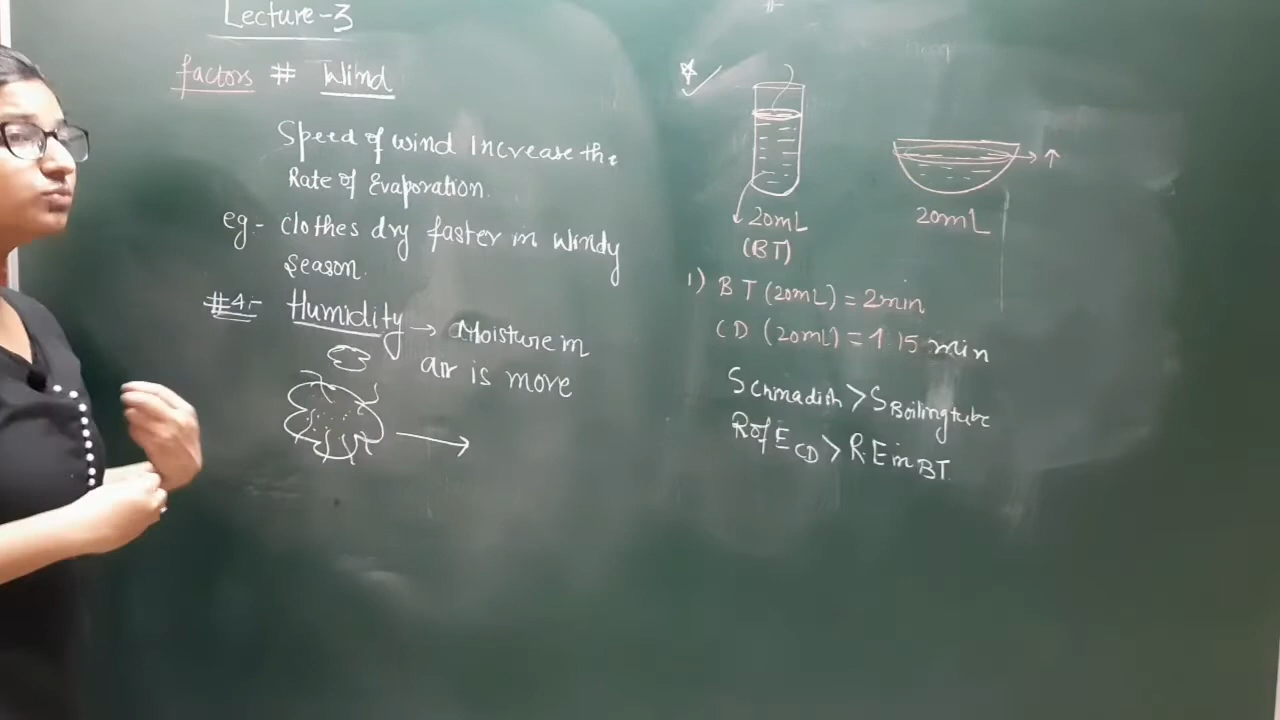 Lecture-3
factors # Wind
Speed of wind Increase the
Rate of Evaporation.
eg:- Clothes dry faster in windy
season.
#4:- Humidity → Moisture in
air is more
20mL
(BT)
20mL
1) BT (20mL) = 2min
CD (20mL) = 1 15 min
S Chinadish > S Boiling tube
R of E CD > R.E in BT.